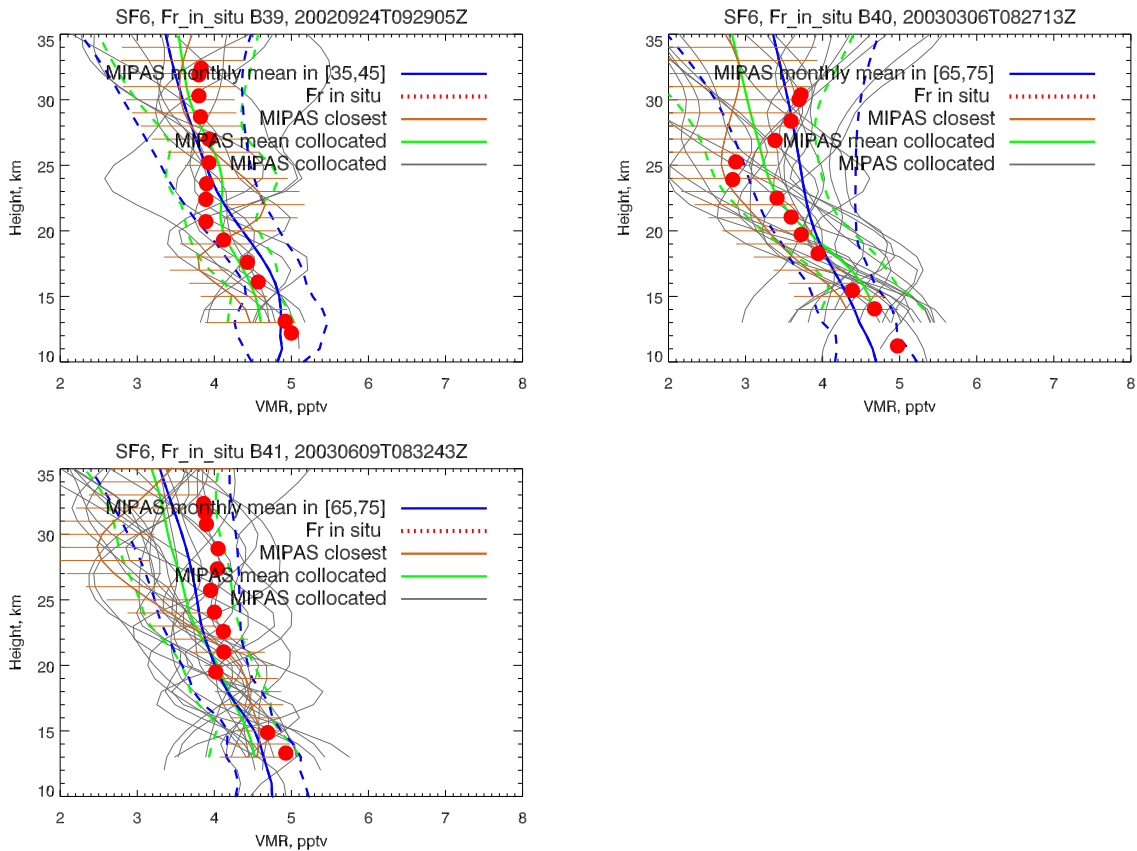 SF6, Fr_in_situ B39, 20020924T092905Z
35
30
25
20
15
10
Height, km
MIPAS monthly mean in [35,45]
Fr in situ
MIPAS closest
MIPAS mean collocated
MIPAS collocated
2 3 4 5 6 7 8
VMR, pptv
SF6, Fr_in_situ B40, 20030306T082713Z
35
30
25
20
15
10
Height, km
MIPAS monthly mean in [65,75]
Fr in situ
MIPAS closest
MIPAS mean collocated
MIPAS collocated
2 3 4 5 6 7 8
VMR, pptv
SF6, Fr_in_situ B41, 20030609T083243Z
35
30
25
20
15
10
Height, km
MIPAS monthly mean in [65,75]
Fr in situ
MIPAS closest
MIPAS mean collocated
MIPAS collocated
2 3 4 5 6 7 8
VMR, pptv